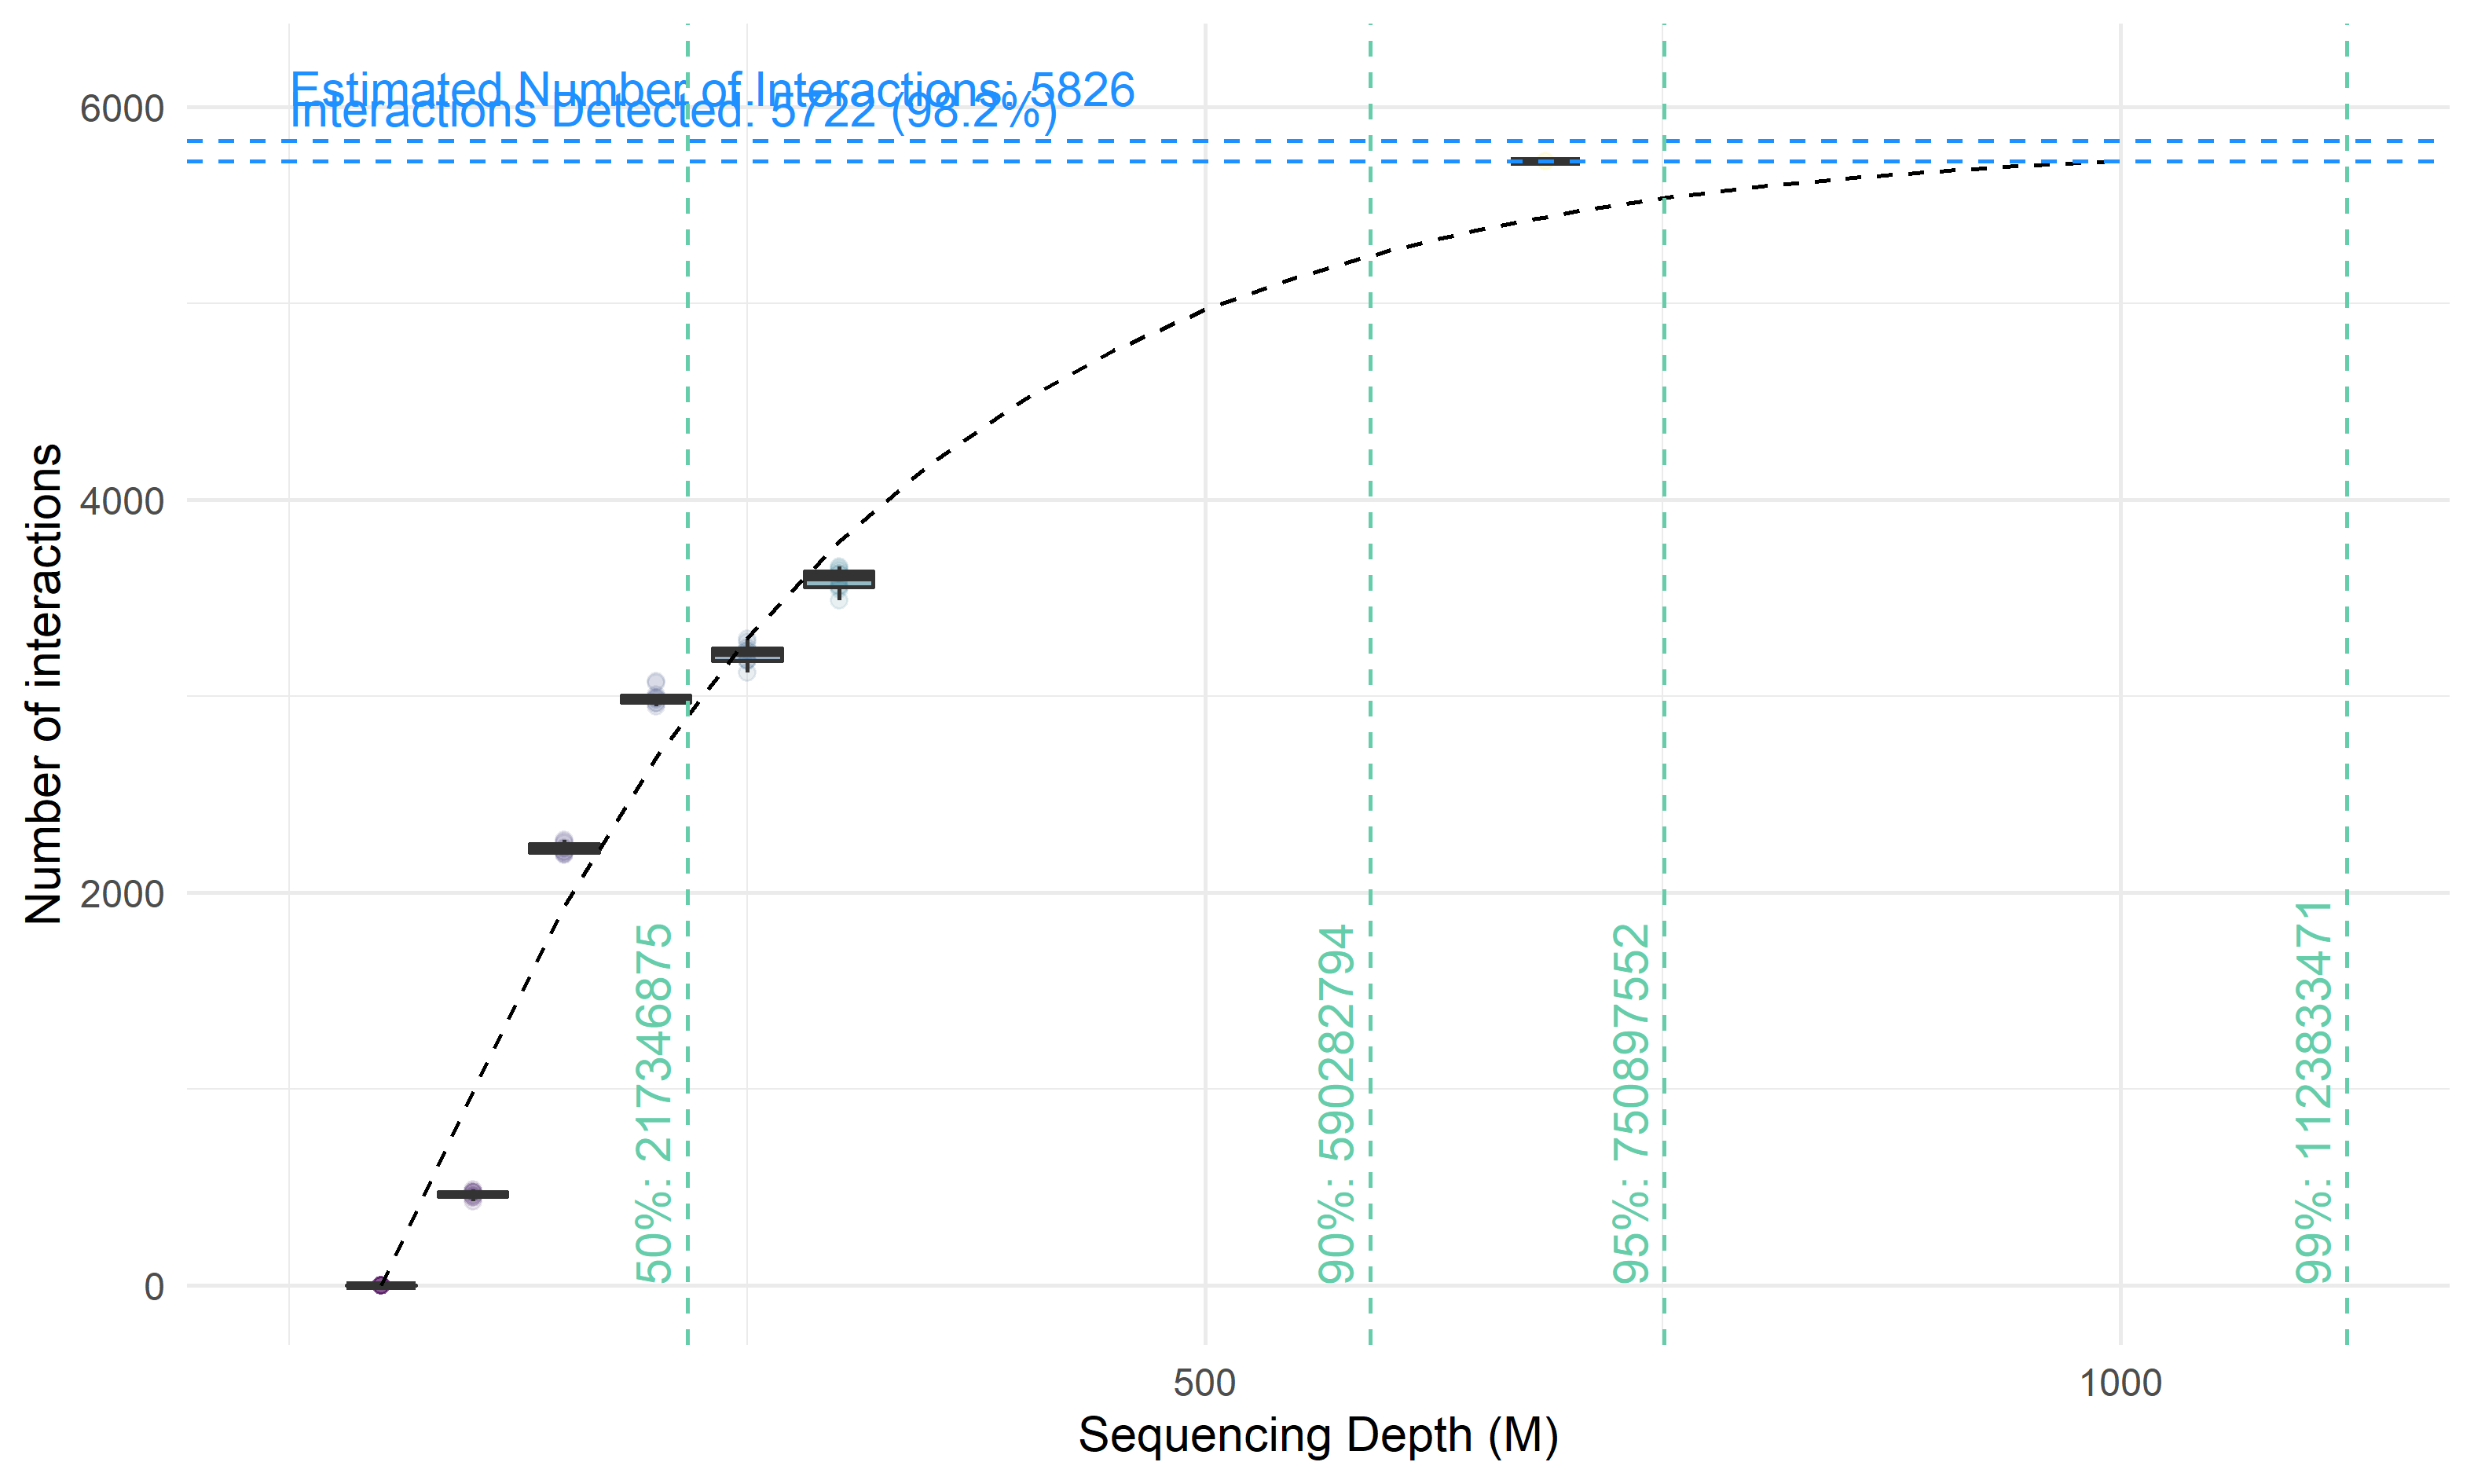 Estimated Number of Interactions: 5826
Interactions Detected: 5722 (98.2%)
6000
4000
2000
0
Number of interactions
50%: 217346875
90%: 590282794
95%: 750897552
99%: 1123833471
500
1000
Sequencing Depth (M)